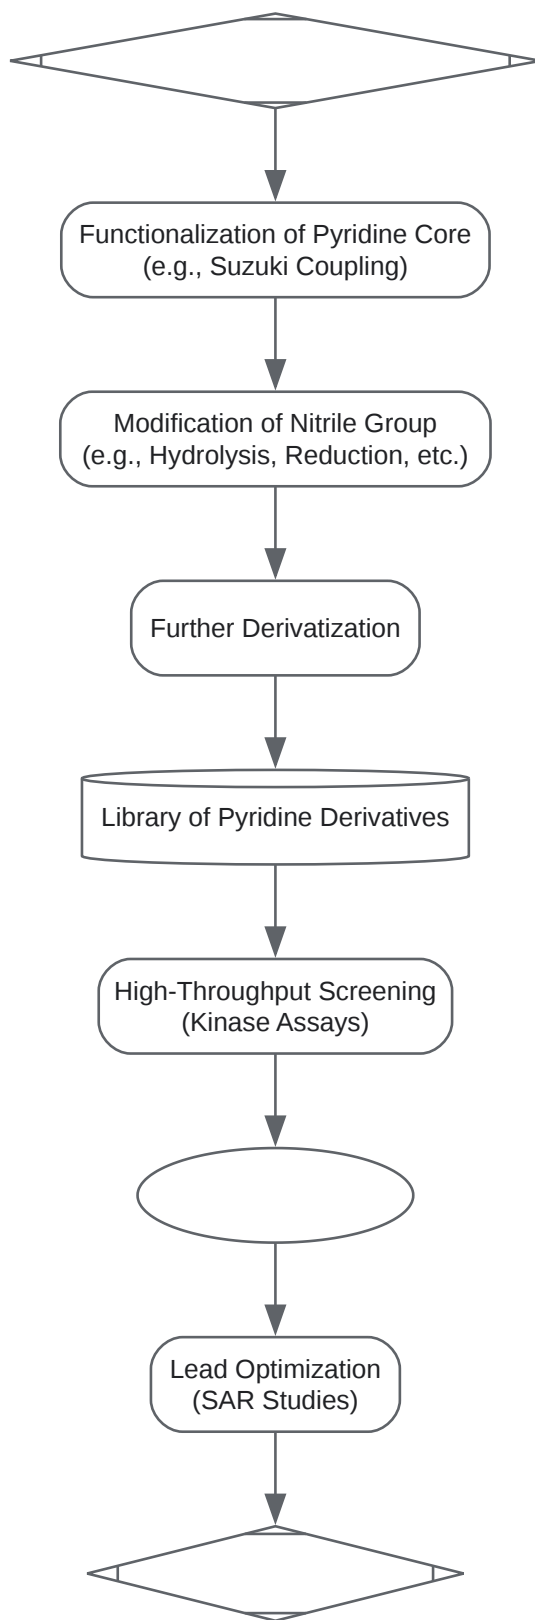 Functionalization of Pyridine Core
(e.g., Suzuki Coupling)
Modification of Nitrile Group
(e.g., Hydrolysis, Reduction, etc.)
Further Derivatization
Library of Pyridine Derivatives
High-Throughput Screening
(Kinase Assays)
Lead Optimization
(SAR Studies)